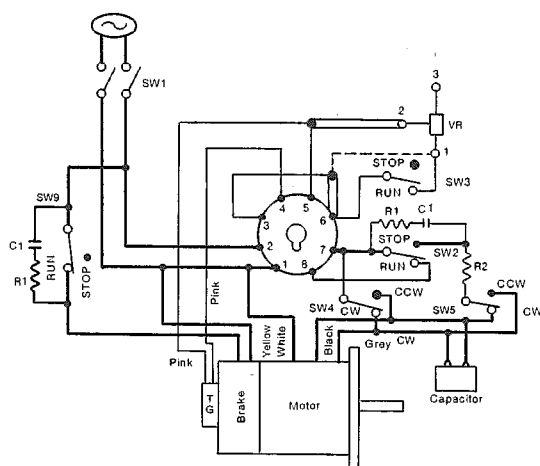 SW1
3
2
VR
1
STOP
RUN
SW3
4
5
3
6
2
7
1
8
R1
C1
STOP
SW2
RUN
R2
SW9
C1
RUN
R1
STOP
CCW
CCW
SW4
CW
SW5
CW
Grey
CW
Pink
Yellow
White
Black
Pink
T
G
Brake
Motor
Capacitor